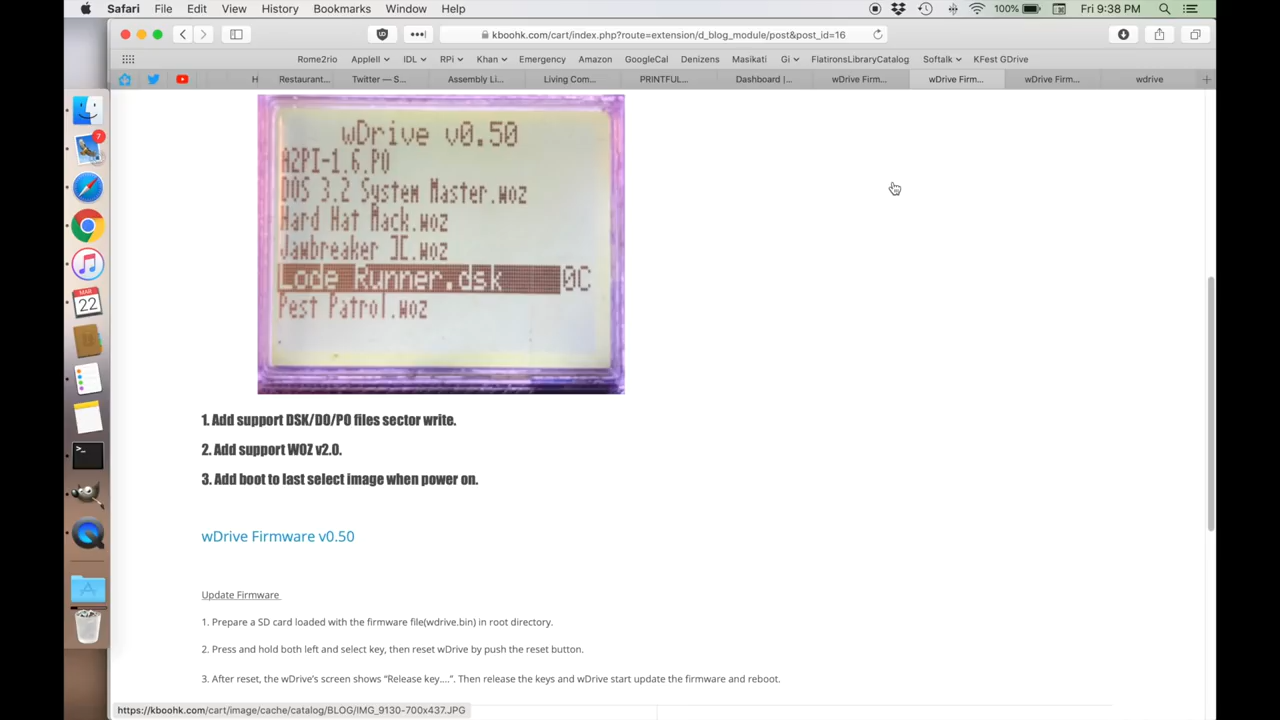 Safari File Edit View History Bookmarks Window Help 100% Fri 9:38 PM
kboohk.com/cart/index.php?route=extension/d_blog_module/post&post_id=16
Rome2rio AppleII IDL RPi Khan Emergency Amazon GoogleCal Denizens Masikati Gi FlatironsLibraryCatalog Softalk KFest GDrive
H Restaurant... Twitter — S... Assembly Li... Living Com... PRINTFUL... Dashboard |... wDrive Firm... wDrive Firm... wDrive Firm... wdrive
7
MAR
22
wDrive v0.50
A2PI-1.6.PO
DOS 3.2 System Master.woz
Hard Hat Mack.woz
Jawbreaker ][.woz
Lode Runner.dsk 0C
Pest Patrol.woz
1. Add support DSK/DO/PO files sector write.
2. Add support WOZ v2.0.
3. Add boot to last select image when power on.
wDrive Firmware v0.50
Update Firmware
1. Prepare a SD card loaded with the firmware file(wdrive.bin) in root directory.
2. Press and hold both left and select key, then reset wDrive by push the reset button.
3. After reset, the wDrive's screen shows “Release key....”. Then release the keys and wDrive start update the firmware and reboot.
https://kboohk.com/cart/image/cache/catalog/BLOG/IMG_9130-700x437.JPG